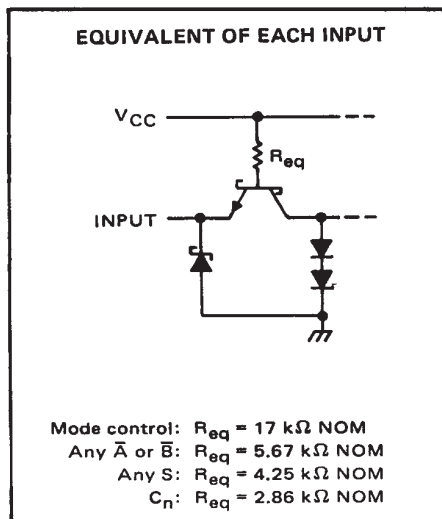 EQUIVALENT OF EACH INPUT
VCC
Req
INPUT
Mode control: Req = 17 kΩ NOM
Any A̅ or B̅: Req = 5.67 kΩ NOM
Any S: Req = 4.25 kΩ NOM
Cn: Req = 2.86 kΩ NOM